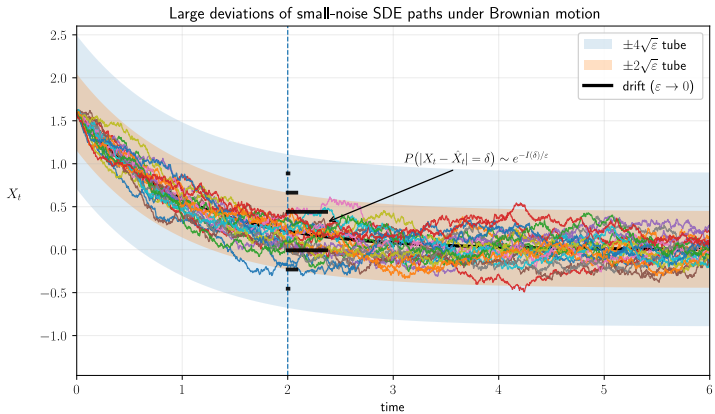 Large deviations of small-noise SDE paths under Brownian motion
±4√ε tube
±2√ε tube
drift (ε → 0)
P(|X_t − X̂_t| = δ) ∼ e^{−I(δ)/ε}
X_t
2.5
2.0
1.5
1.0
0.5
0.0
−0.5
−1.0
0 1 2 3 4 5 6
time